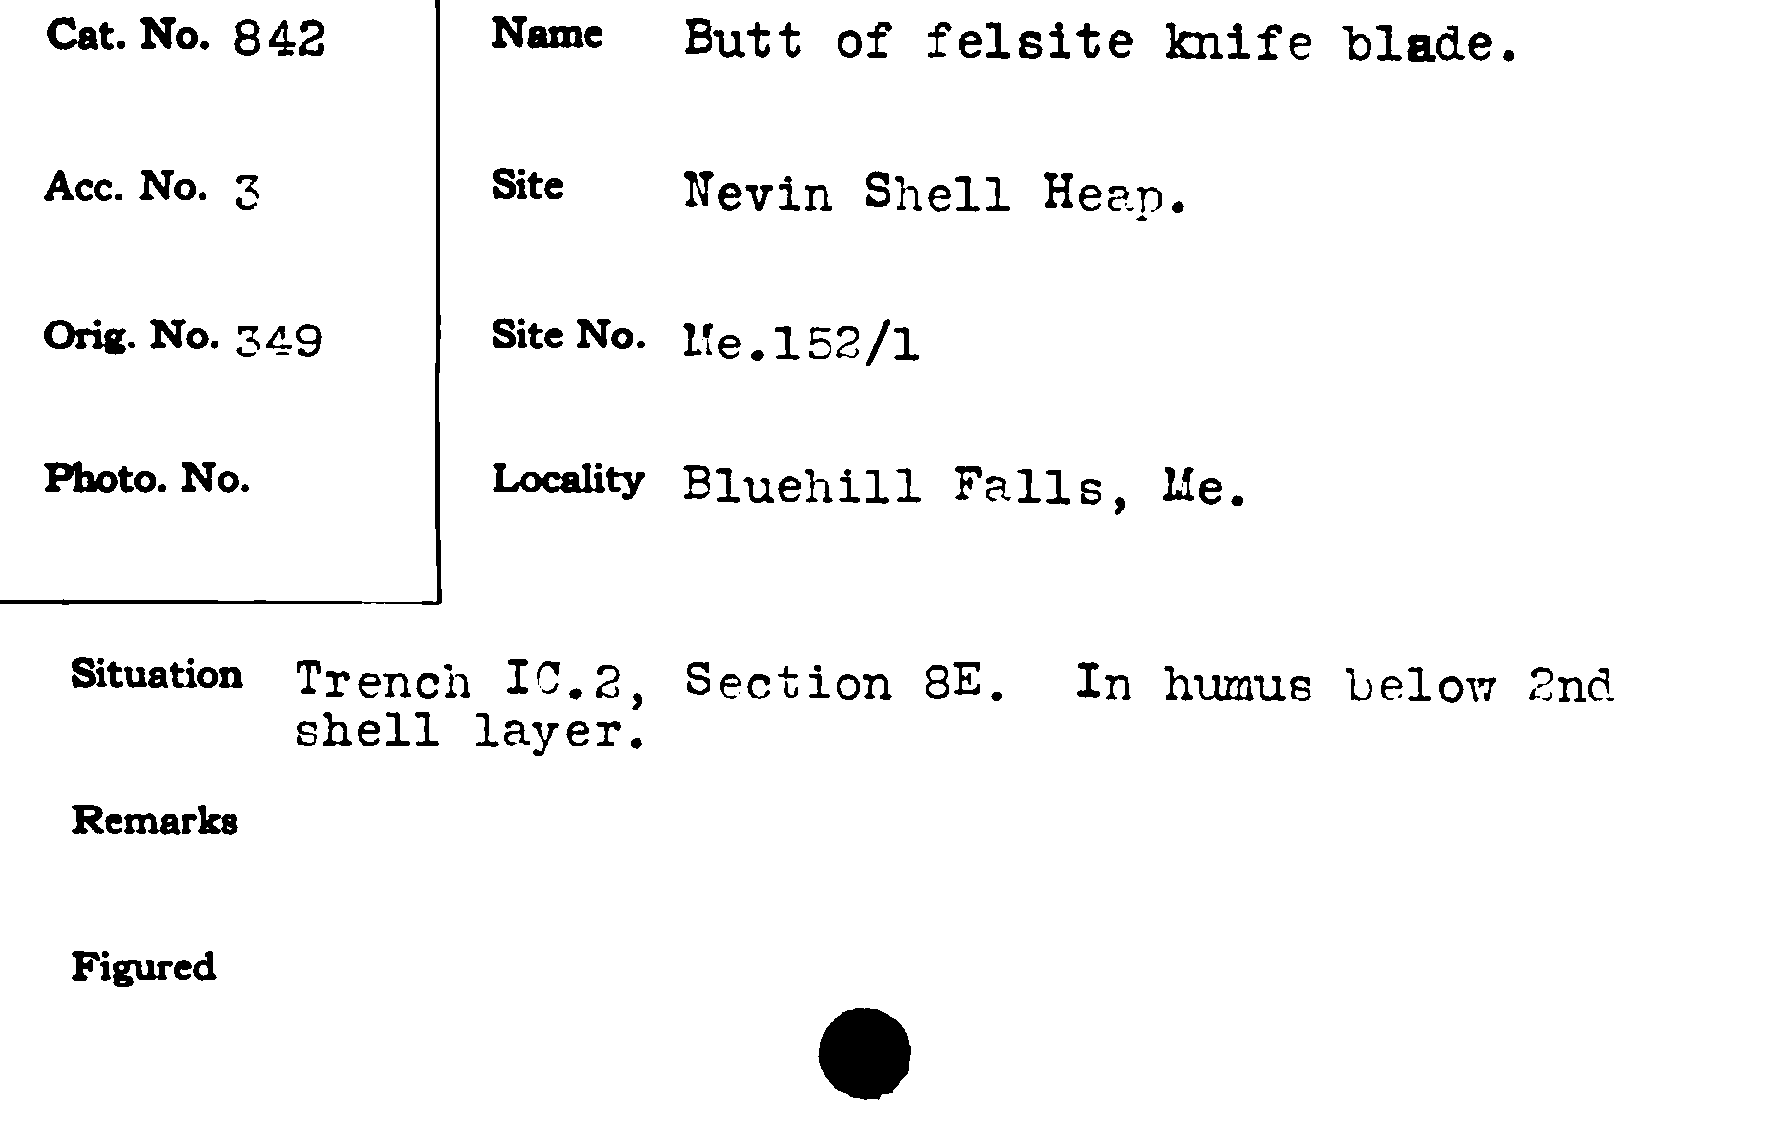 Cat. No. 842
Name Butt of felsite knife blade.
Acc. No. 3
Site Nevin Shell Heap.
Orig. No. 349
Site No. Me.152/1
Photo. No.
Locality Bluehill Falls, Me.
Situation Trench IC.2, Section 8E. In humus below 2nd
shell layer.
Remarks
Figured